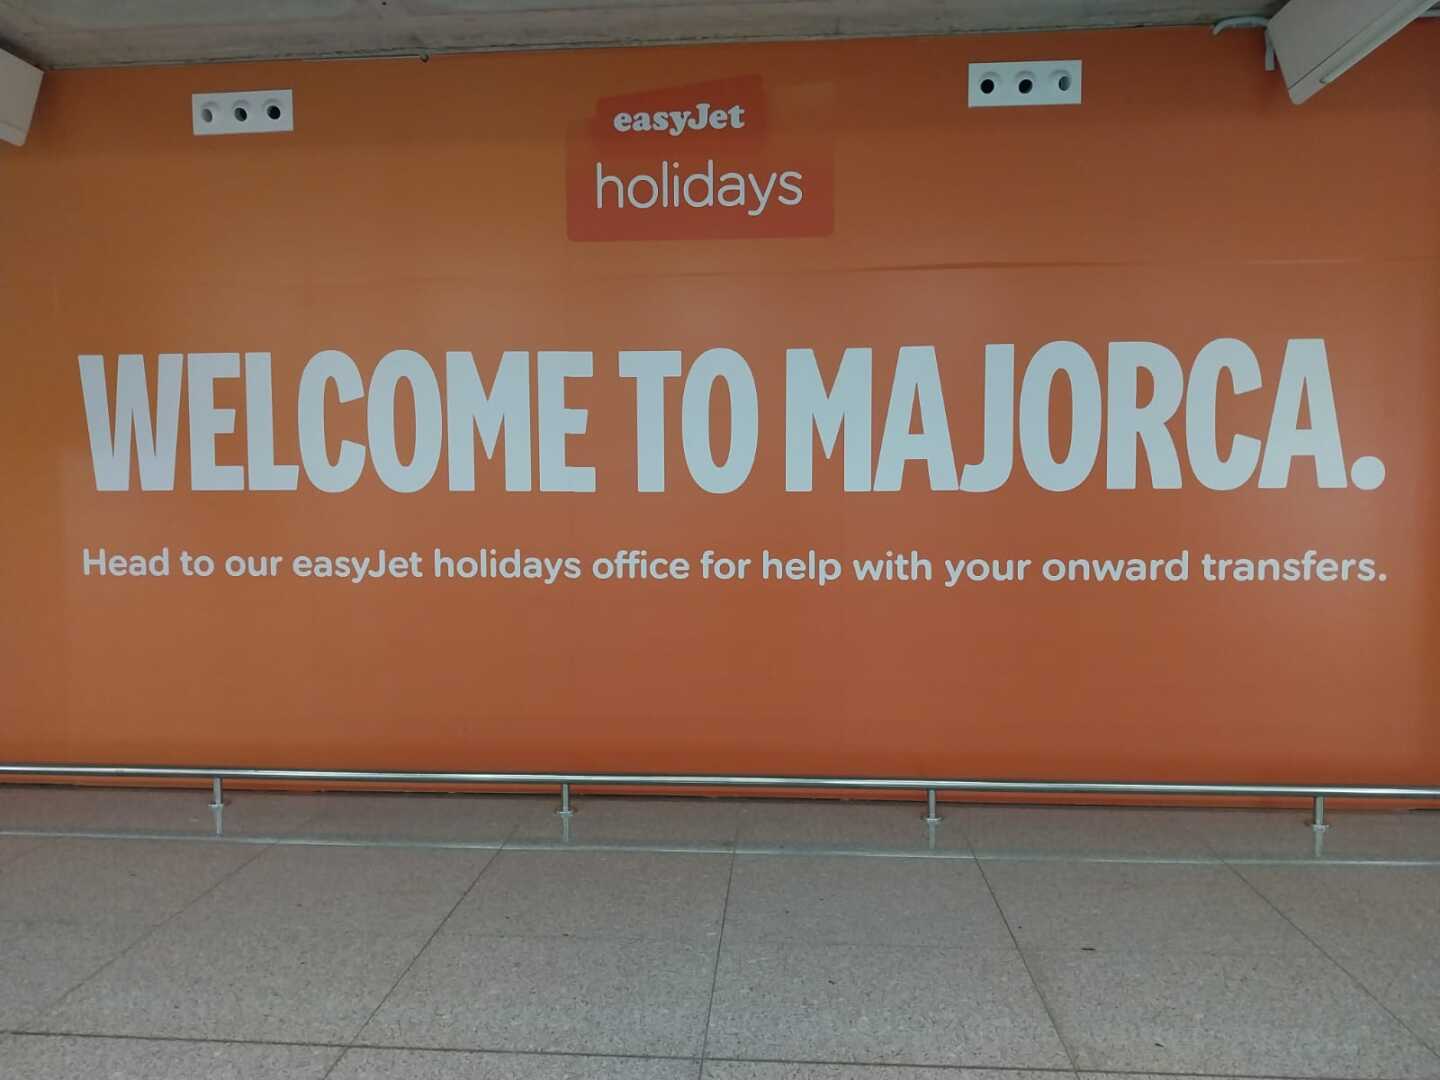 easyJet
holidays
WELCOME TO MAJORCA.
Head to our easyJet holidays office for help with your onward transfers.